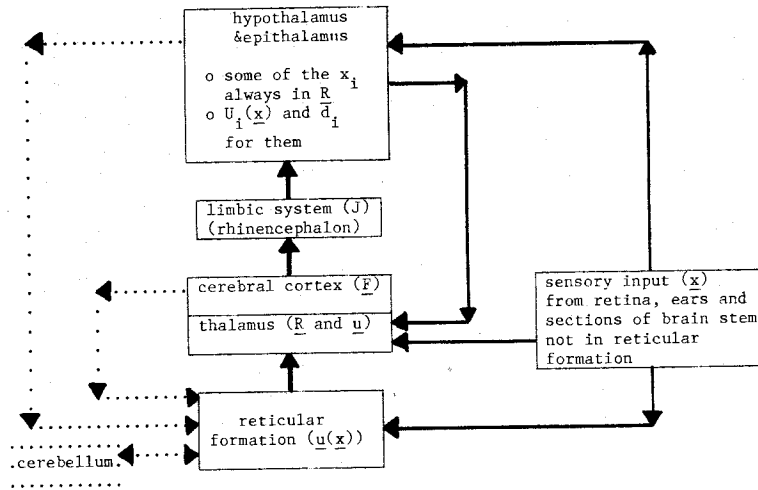 hypothalamus
&epithalamus
o some of the x_i
always in R
o U_i(x) and d_i
for them
limbic system (J)
(rhinencephalon)
cerebral cortex (F)
thalamus (R and u)
sensory input (x)
from retina, ears and
sections of brain stem
not in reticular
formation
reticular
formation (u(x))
.cerebellum.